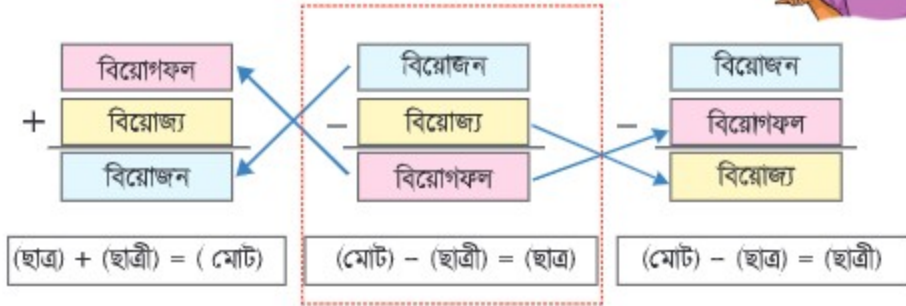 বিয়োগফল
+ বিয়োজ্য
বিয়োজন
বিয়োজন
− বিয়োজ্য
বিয়োগফল
বিয়োজন
− বিয়োগফল
বিয়োজ্য
(ছাত্র) + (ছাত্রী) = ( মোট)
(মোট) − (ছাত্রী) = (ছাত্র)
(মোট) − (ছাত্র) = (ছাত্রী)